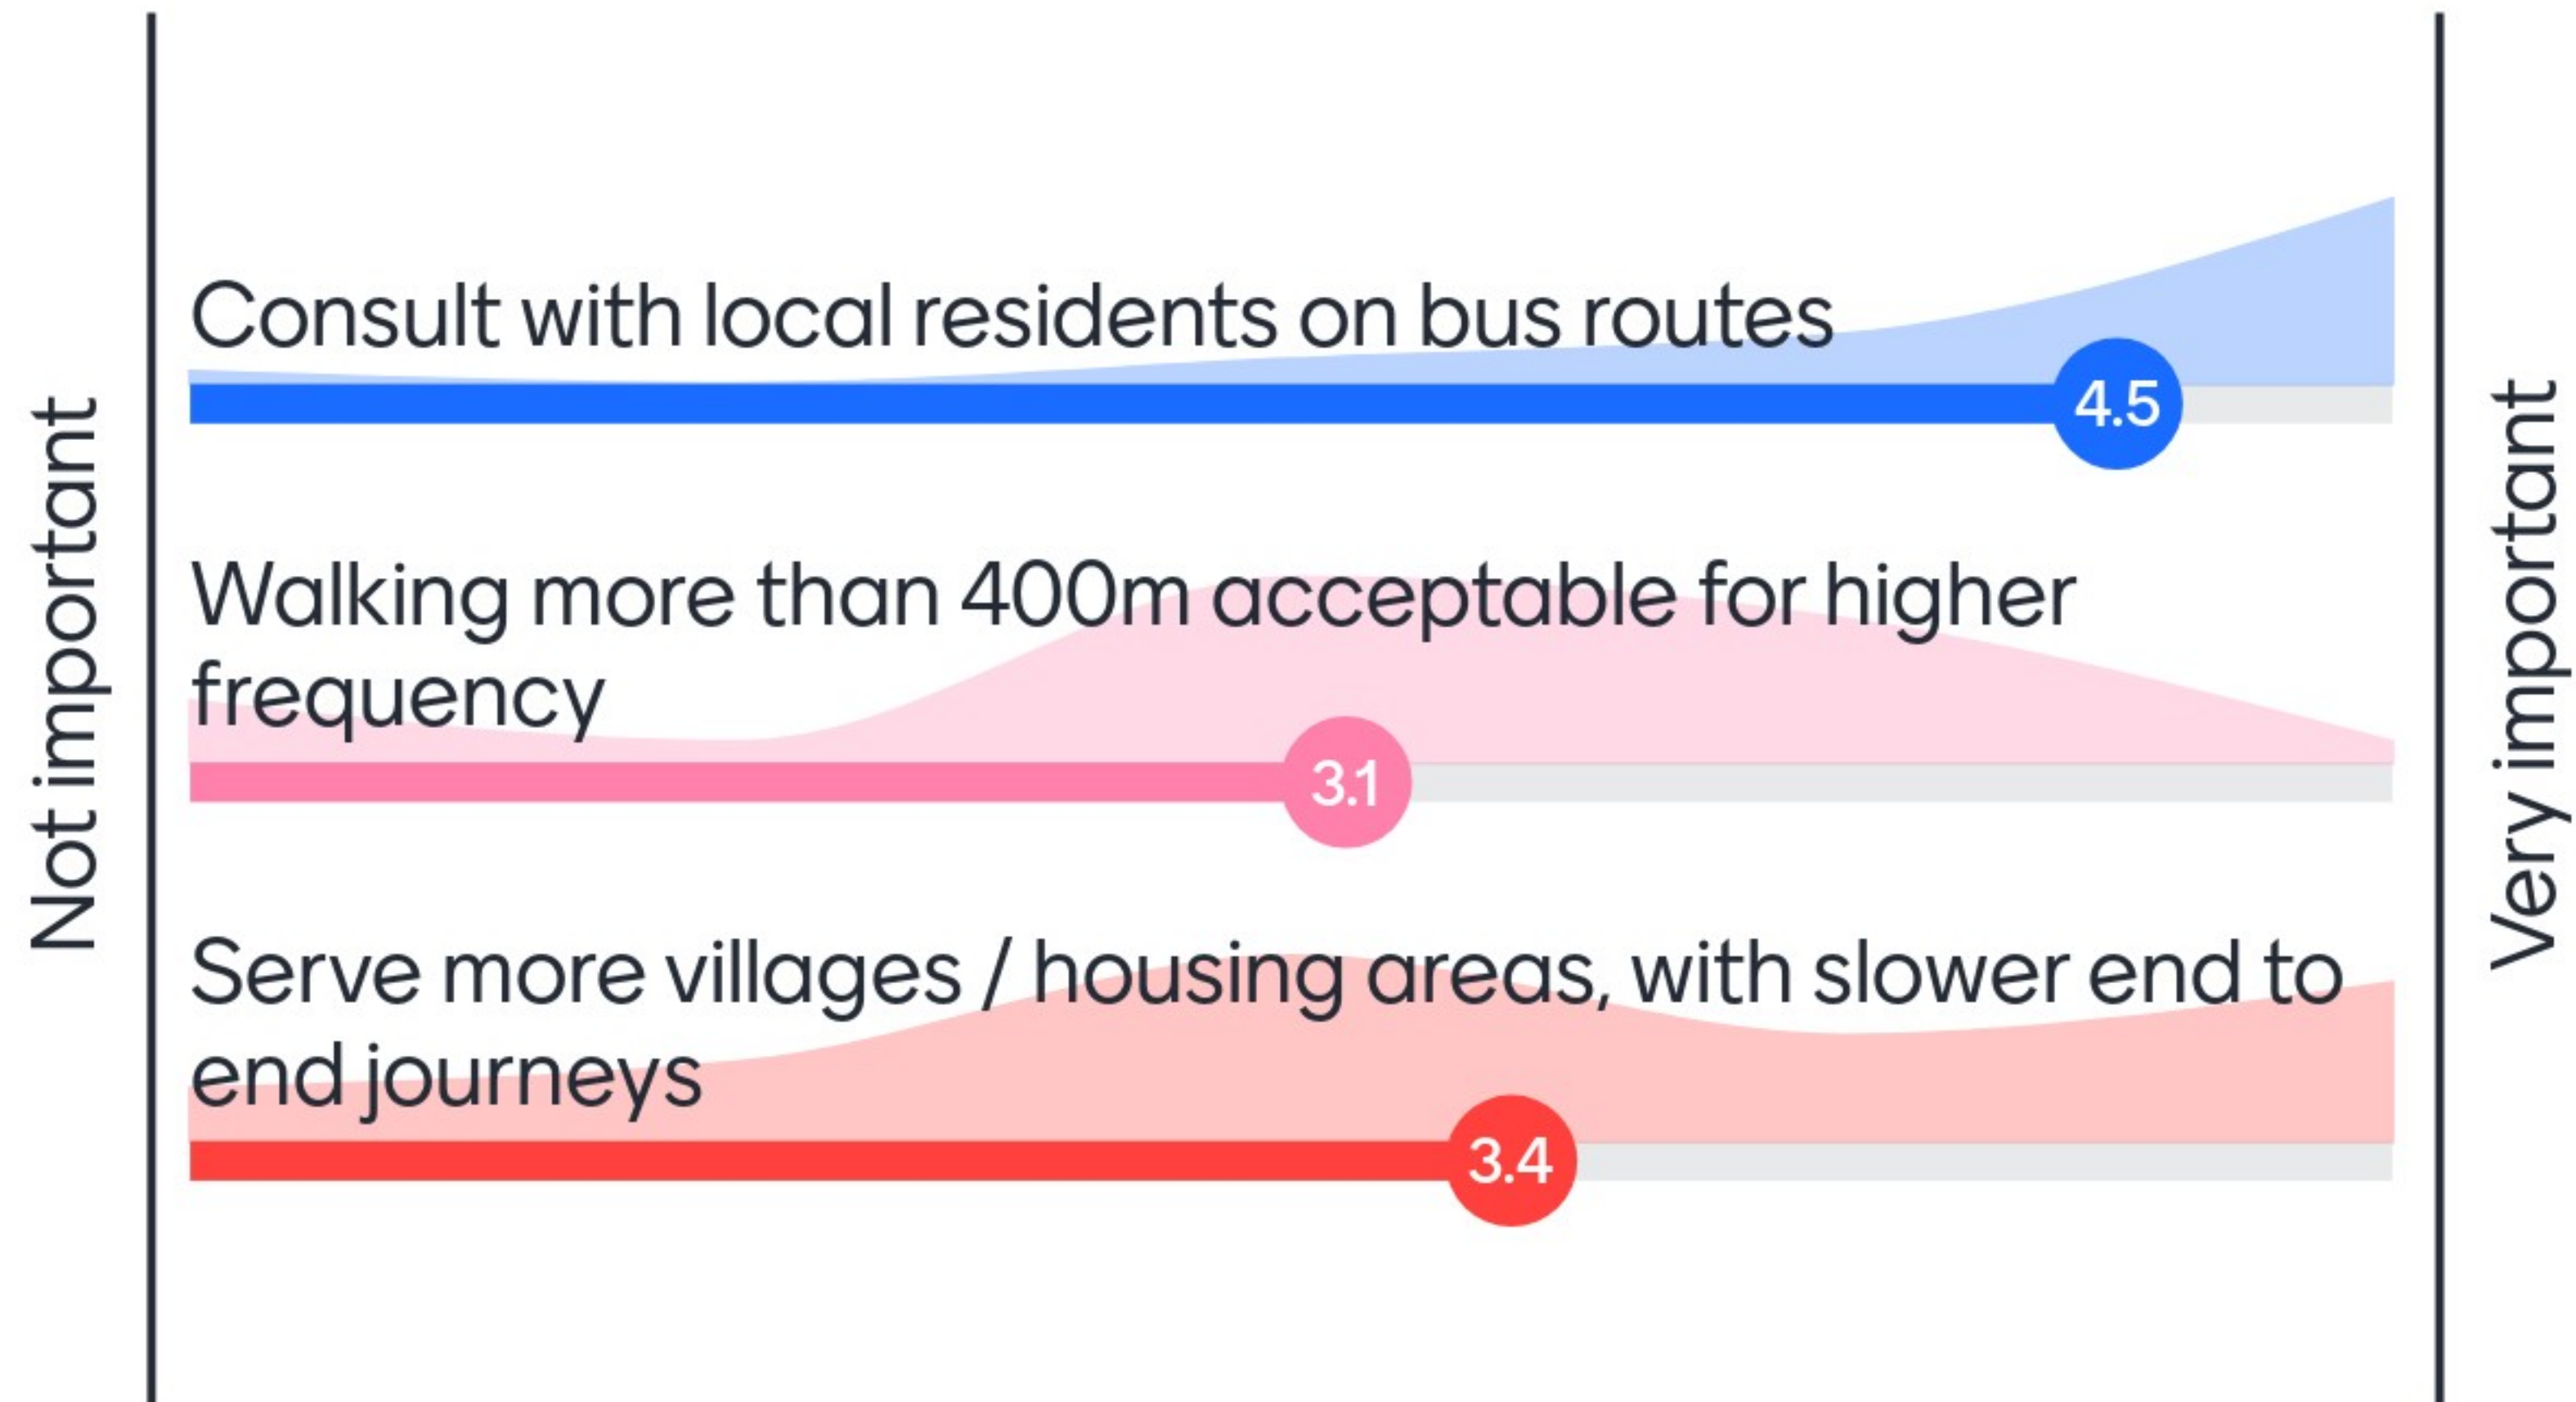 Not important
Consult with local residents on bus routes
4.5
Walking more than 400m acceptable for higher
frequency
3.1
Serve more villages / housing areas, with slower end to
end journeys
3.4
Very important